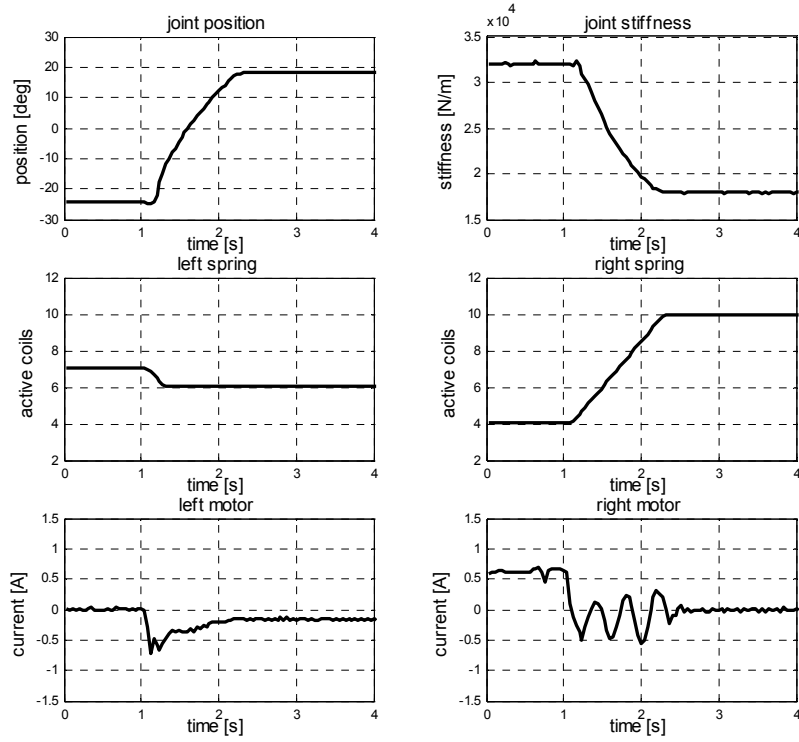 joint position
position [deg]
30
20
10
0
-10
-20
-30
0 1 2 3 4
time [s]
joint stiffness
x 10 4
stiffness [N/m]
3.5
3
2.5
2
1.5
0 1 2 3 4
time [s]
left spring
active coils
12
10
8
6
4
2
0 1 2 3 4
time [s]
right spring
active coils
12
10
8
6
4
2
0 1 2 3 4
time [s]
left motor
current [A]
1.5
1
0.5
0
-0.5
-1
-1.5
0 1 2 3 4
time [s]
right motor
current [A]
1.5
1
0.5
0
-0.5
-1
-1.5
0 1 2 3 4
time [s]